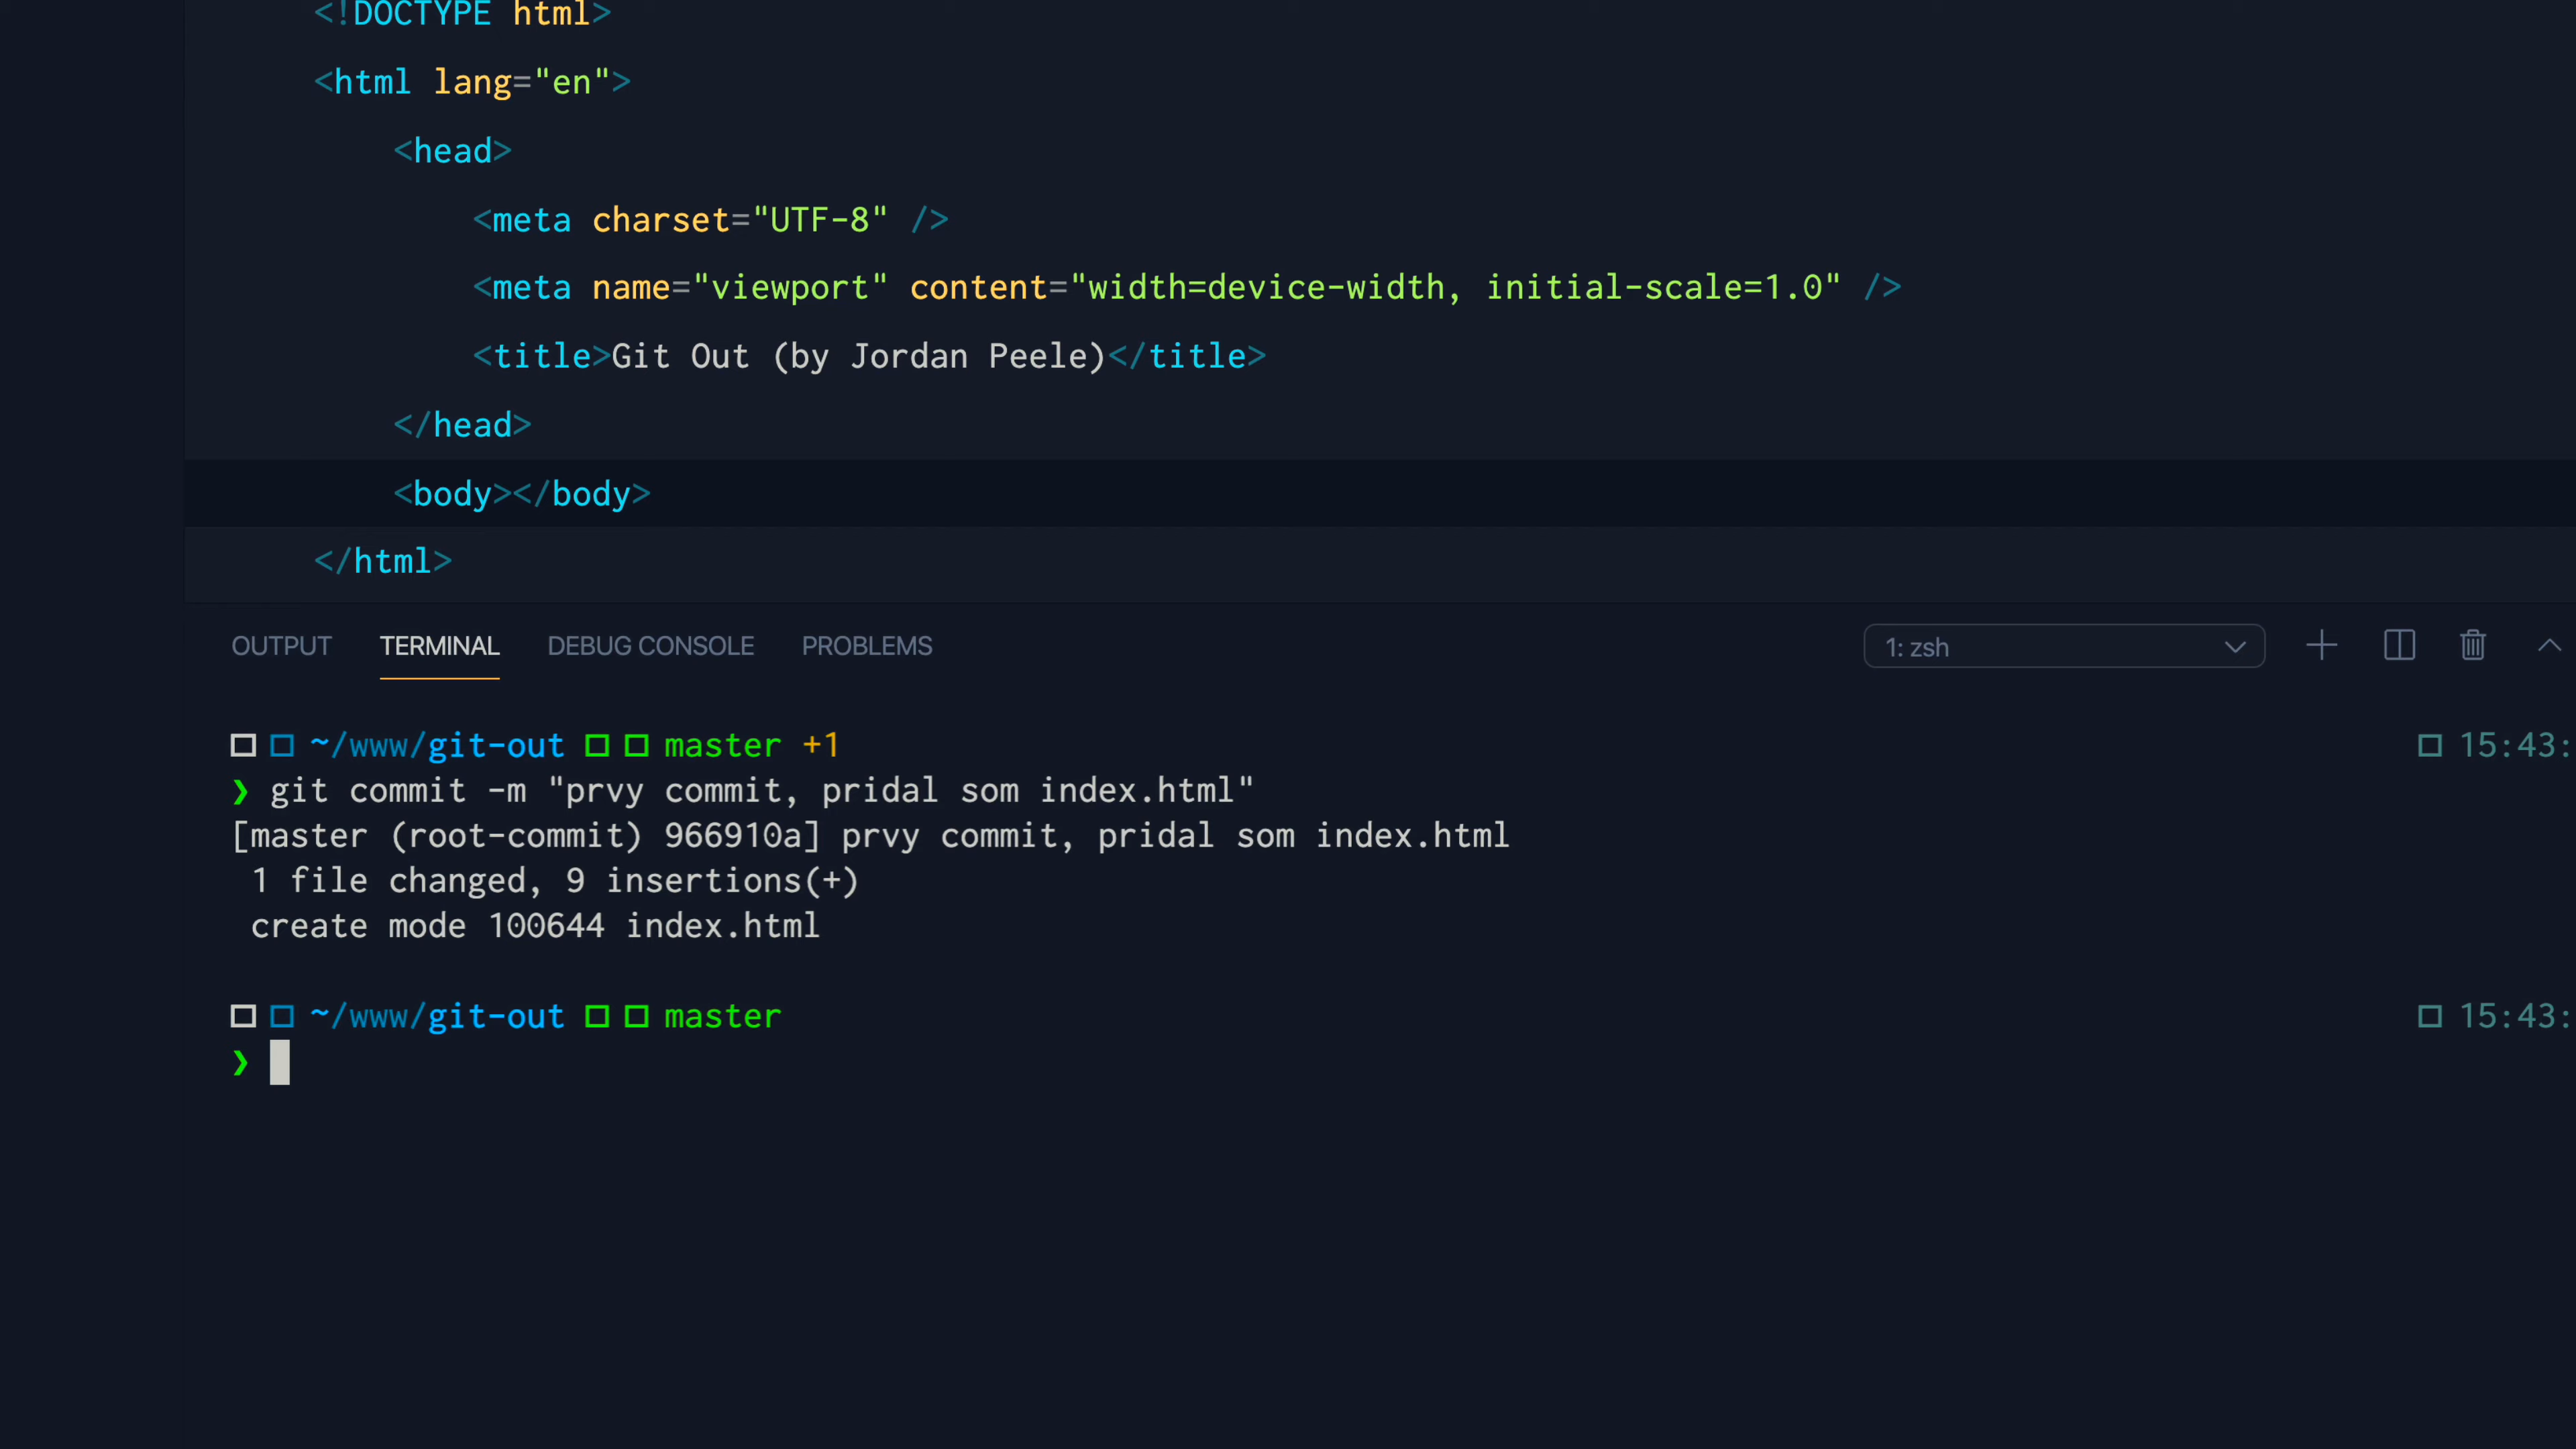 <!DOCTYPE html>
<html lang="en">
<head>
<meta charset="UTF-8" />
<meta name="viewport" content="width=device-width, initial-scale=1.0" />
<title>Git Out (by Jordan Peele)</title>
</head>
<body></body>
</html>
OUTPUT TERMINAL DEBUG CONSOLE PROBLEMS 1: zsh
~/www/git-out master +1 15:43:
❯ git commit -m "prvy commit, pridal som index.html"
[master (root-commit) 966910a] prvy commit, pridal som index.html
1 file changed, 9 insertions(+)
create mode 100644 index.html
~/www/git-out master 15:43:
❯